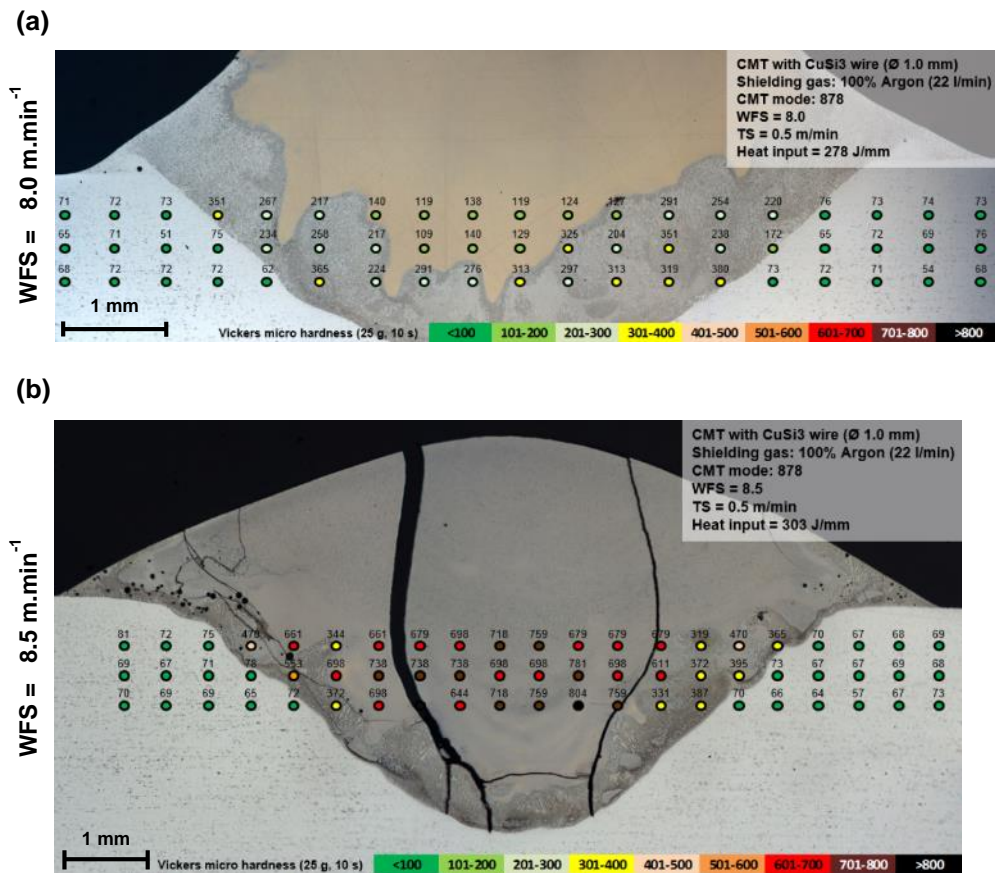 (a)
WFS = 8.0 m.min⁻¹
CMT with CuSi3 wire (Ø 1.0 mm)
Shielding gas: 100% Argon (22 l/min)
CMT mode: 878
WFS = 8.0
TS = 0.5 m/min
Heat input = 278 J/mm
71 72 73 351 267 217 140 119 138 119 124 127 291 254 220 76 73 74 73
65 71 51 75 234 258 217 109 140 129 325 204 351 238 172 65 72 69 76
68 72 72 72 62 365 224 291 276 313 297 313 319 380 73 72 71 54 68
1 mm
Vickers micro hardness (25 g, 10 s) <100 101-200 201-300 301-400 401-500 501-600 601-700 701-800 >800
(b)
WFS = 8.5 m.min⁻¹
CMT with CuSi3 wire (Ø 1.0 mm)
Shielding gas: 100% Argon (22 l/min)
CMT mode: 878
WFS = 8.5
TS = 0.5 m/min
Heat input = 303 J/mm
81 72 75 479 661 344 661 679 698 718 759 679 679 679 319 470 365 70 67 68 69
69 67 71 78 553 698 738 738 738 698 698 781 698 611 372 395 73 67 67 69 68
70 69 69 65 72 372 698 644 718 759 804 759 331 387 70 66 64 57 67 73
1 mm
Vickers micro hardness (25 g, 10 s) <100 101-200 201-300 301-400 401-500 501-600 601-700 701-800 >800